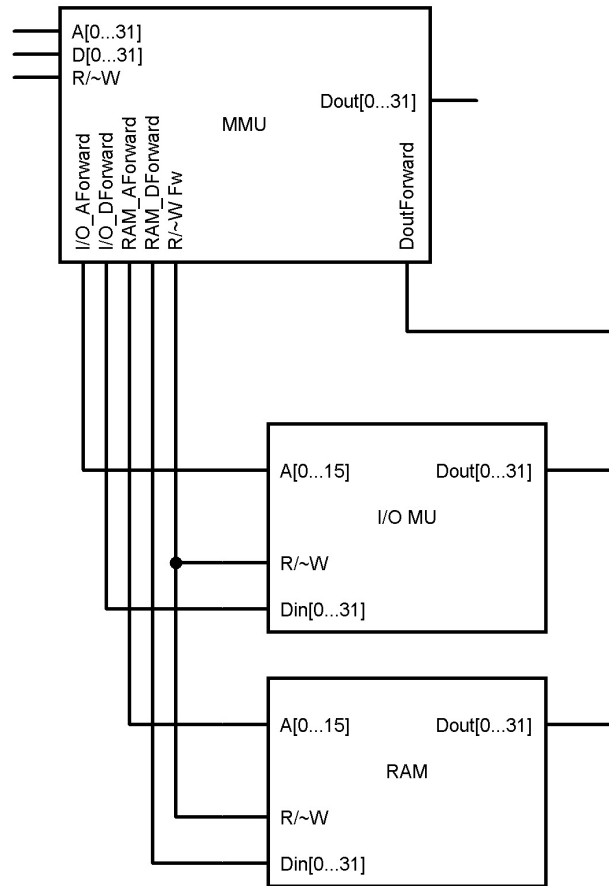 A[0...31]
D[0...31]
R/~W
Dout[0...31]
MMU
I/O_AForward
I/O_DForward
RAM_AForward
RAM_DForward
R/~W Fw
DoutForward
A[0...15]
Dout[0...31]
I/O MU
R/~W
Din[0...31]
A[0...15]
Dout[0...31]
RAM
R/~W
Din[0...31]